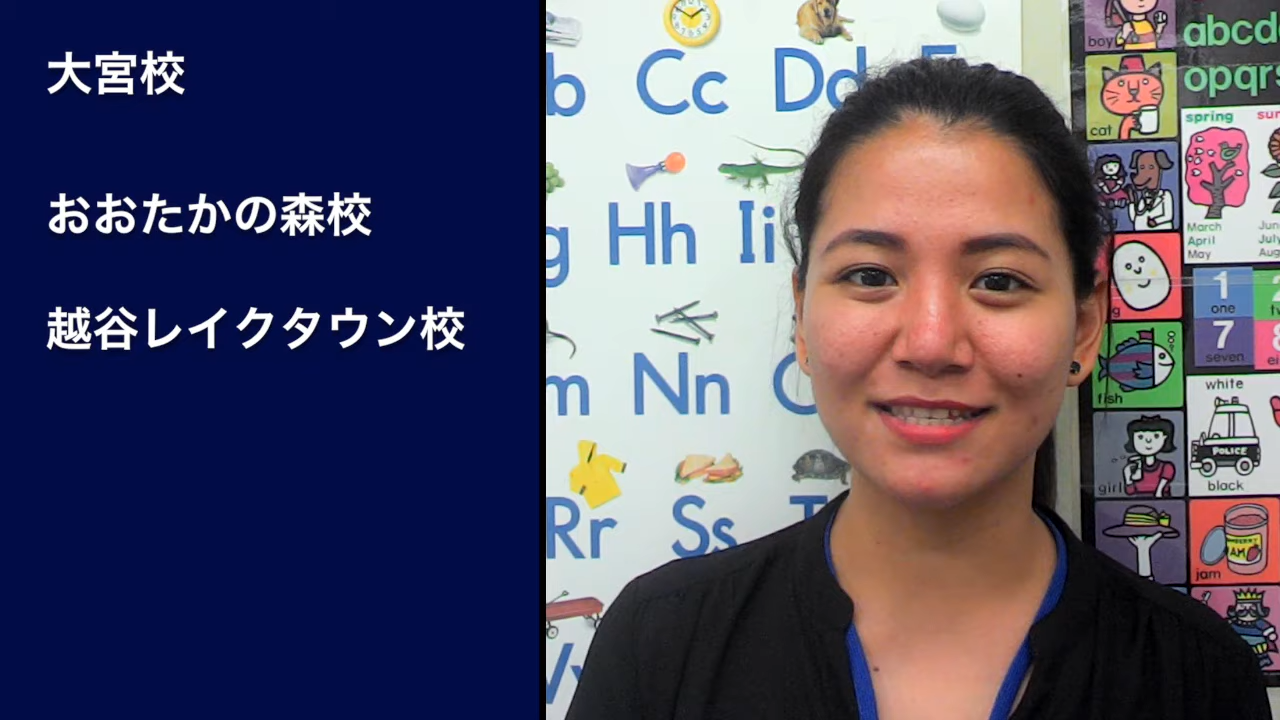 大宮校
おおたかの森校
越谷レイクタウン校
b Cc Dd
g Hh Ii
m Nn
Rr Ss
boy
cat
fish
girl
jam
abcd
opqrs
spring
March
April
May
1
one
7
seven
white
POLICE
black